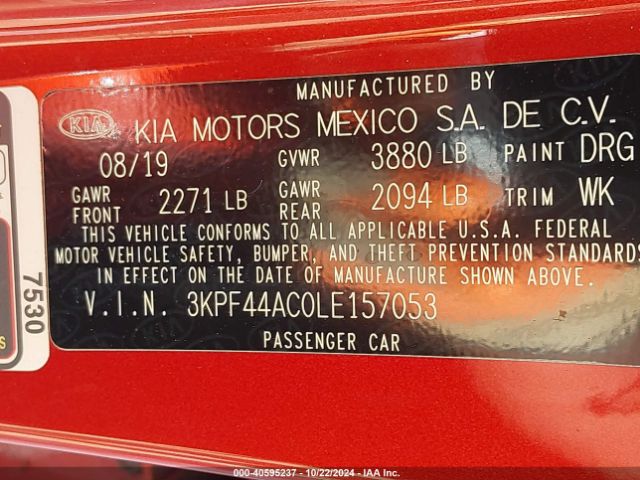 MANUFACTURED BY
KIA KIA MOTORS MEXICO S.A. DE C.V.
08/19 GVWR 3880 LB PAINT DRG
GAWR FRONT 2271 LB GAWR REAR 2094 LB TRIM WK
THIS VEHICLE CONFORMS TO ALL APPLICABLE U.S.A. FEDERAL
MOTOR VEHICLE SAFETY, BUMPER, AND THEFT PREVENTION STANDARDS
IN EFFECT ON THE DATE OF MANUFACTURE SHOWN ABOVE.
V.I.N. 3KPF44AC0LE157053
PASSENGER CAR
7530
000-40595237 - 10/22/2024 - IAA Inc.